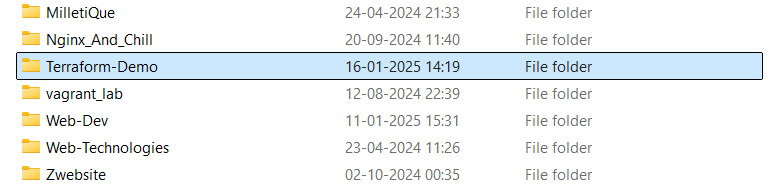 MilletiQue 24-04-2024 21:33 File folder
Nginx_And_Chill 20-09-2024 11:40 File folder
Terraform-Demo 16-01-2025 14:19 File folder
vagrant_lab 12-08-2024 22:39 File folder
Web-Dev 11-01-2025 15:31 File folder
Web-Technologies 23-04-2024 11:26 File folder
Zwebsite 02-10-2024 00:35 File folder